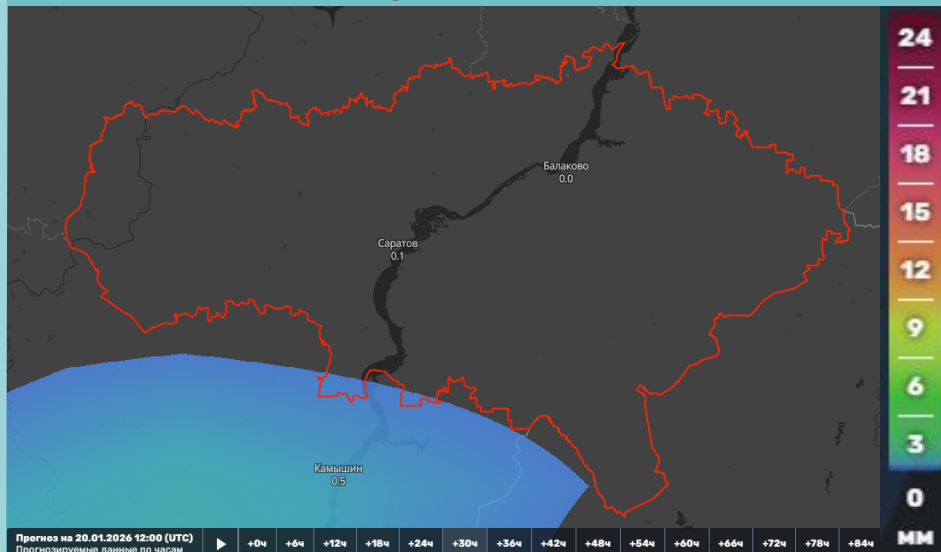 24
21
18
15
12
9
6
3
0
мм
Балаково
0.0
Саратов
0.1
Камышин
0.5
Прогноз на 20.01.2026 12:00 (UTC)
Прогнозируемые данные по часам
+0ч +6ч +12ч +18ч +24ч +30ч +36ч +42ч +48ч +54ч +60ч +66ч +72ч +78ч +84ч